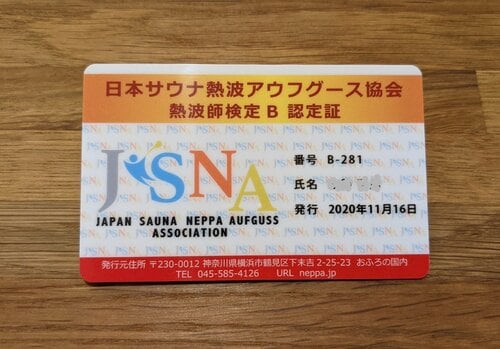 日本サウナ熱波アウフグース協会
熱波師検定 B 認定証
JSNA
番号 B-281
氏名
発行 2020年11月16日
JAPAN SAUNA NEPPA AUFGUSS
ASSOCIATION
発行元住所 〒230-0012 神奈川県横浜市鶴見区下末吉 2-25-23 おふろの国内
TEL 045-585-4126 URL neppa.jp